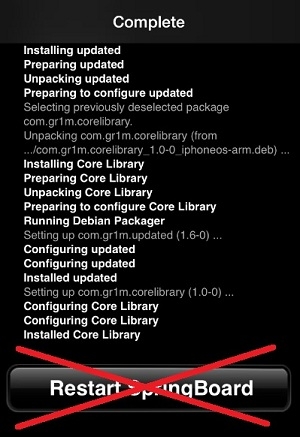 Complete
Installing updated
Preparing updated
Unpacking updated
Preparing to configure updated
Selecting previously deselected package
com.gr1m.corelibrary.
Unpacking com.gr1m.corelibrary (from
.../com.gr1m.corelibrary_1.0-0_iphoneos-arm.deb) ...
Installing Core Library
Preparing Core Library
Unpacking Core Library
Preparing to configure Core Library
Running Debian Packager
Setting up com.gr1m.updated (1.6-0) ...
Configuring updated
Configuring updated
Installed updated
Setting up com.gr1m.corelibrary (1.0-0) ...
Configuring Core Library
Configuring Core Library
Installed Core Library
Restart SpringBoard